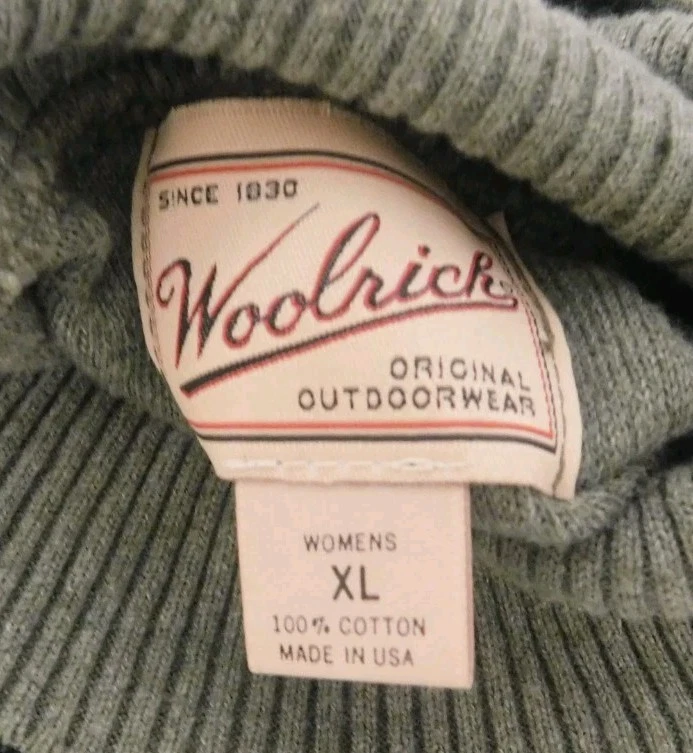 SINCE 1830
Woolrich
ORIGINAL
OUTDOORWEAR
WOMENS
XL
100% COTTON
MADE IN USA